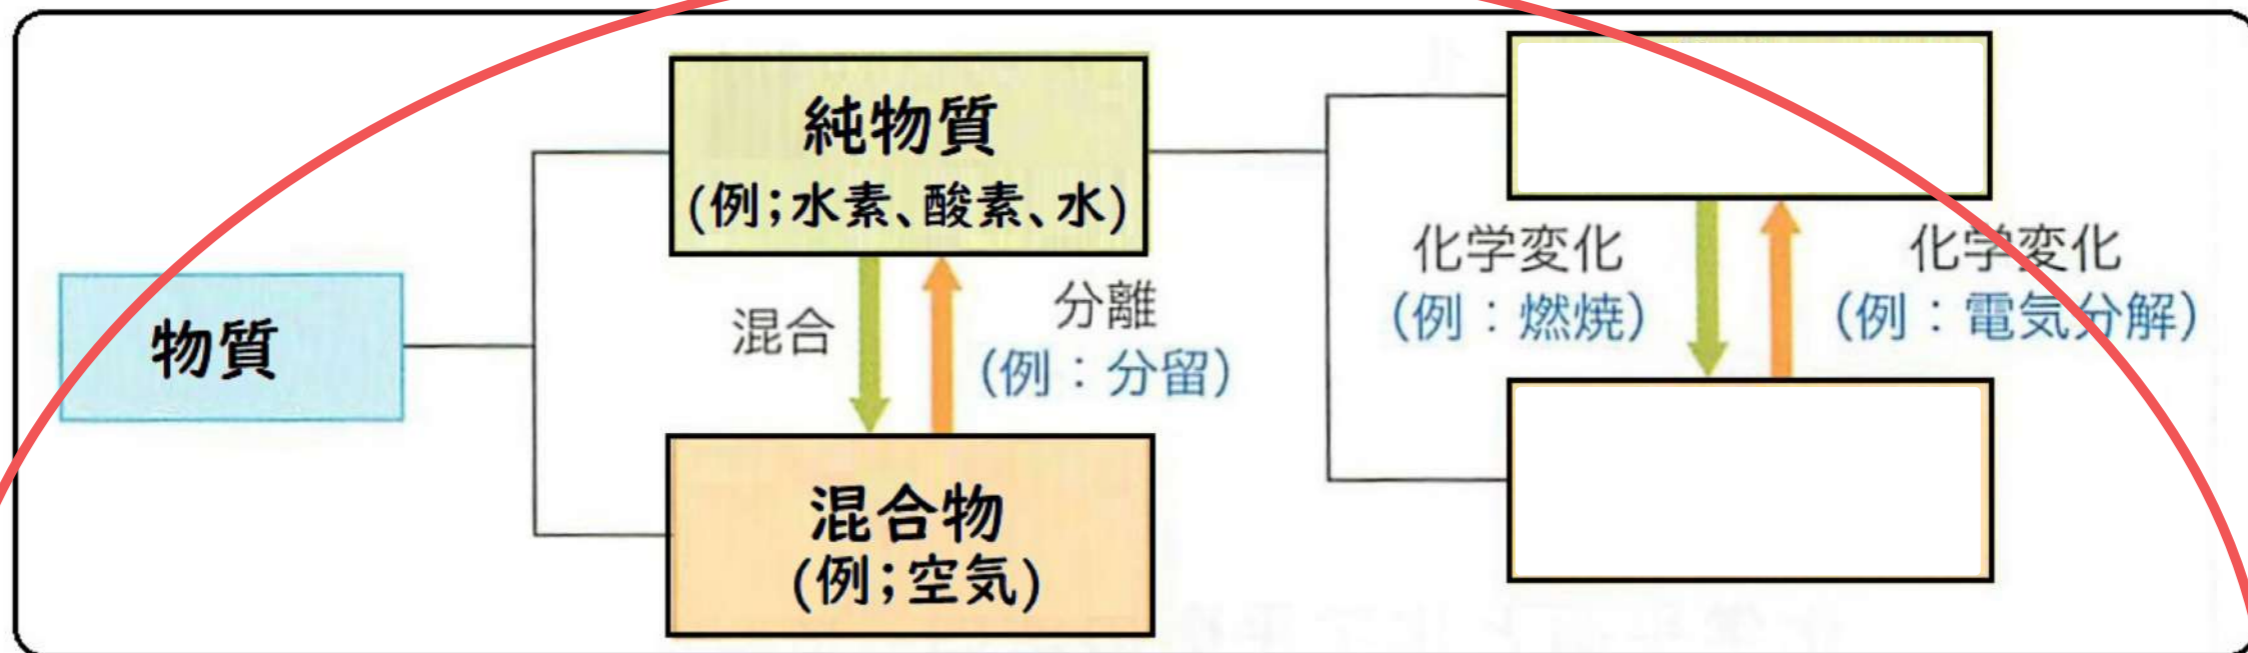 物質
純物質
(例;水素、酸素、水)
混合
分離
(例：分留)
混合物
(例;空気)
化学変化
(例：燃焼)
化学変化
(例：電気分解)